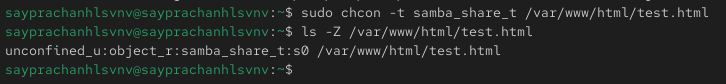 sayprachanhlsvnv@sayprachanhlsvnv:~$ sudo chcon -t samba_share_t /var/www/html/test.html
sayprachanhlsvnv@sayprachanhlsvnv:~$ ls -Z /var/www/html/test.html
unconfined_u:object_r:samba_share_t:s0 /var/www/html/test.html
sayprachanhlsvnv@sayprachanhlsvnv:~$